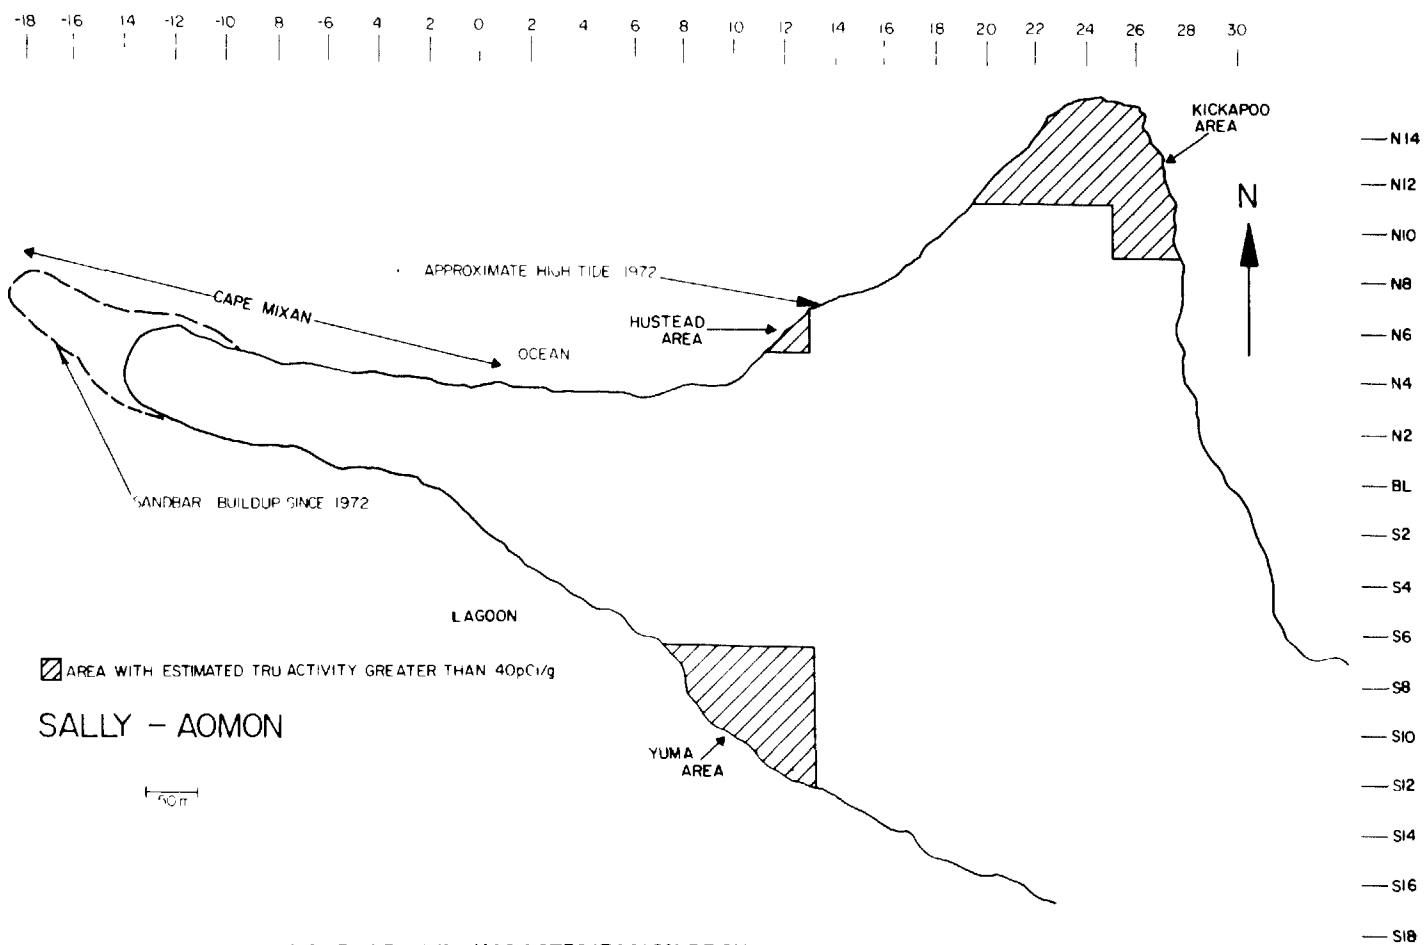 -18 -16 14 -12 -10 8 6 4 2 0 2 4 6 8 10 12 14 16 18 20 22 24 26 28 30
KICKAPOO
AREA
N14
N12
N
N10
APPROXIMATE HIGH TIDE 1972
N8
CAPE MIXAN
HUSTEAD
AREA
N6
OCEAN
N4
N2
BL
SANDBAR BUILDUP SINCE 1972
S2
S4
LAGOON
S6
AREA WITH ESTIMATED TRU ACTIVITY GREATER THAN 40pCi/g
S8
SALLY - AOMON
S10
YUMA
AREA
S12
50m
S14
S16
S18